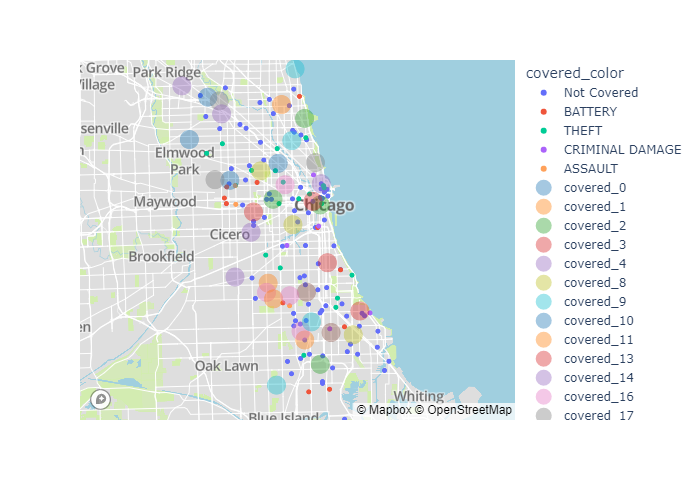 k Grove
Village
Park Ridge
senville
Elmwood
Park
Maywood
Chicago
Cicero
Brookfield
en
Oak Lawn
Whiting
Blue Island
© Mapbox © OpenStreetMap
covered_color
Not Covered
BATTERY
THEFT
CRIMINAL DAMAGE
ASSAULT
covered_0
covered_1
covered_2
covered_3
covered_4
covered_8
covered_9
covered_10
covered_11
covered_13
covered_14
covered_16
covered_17